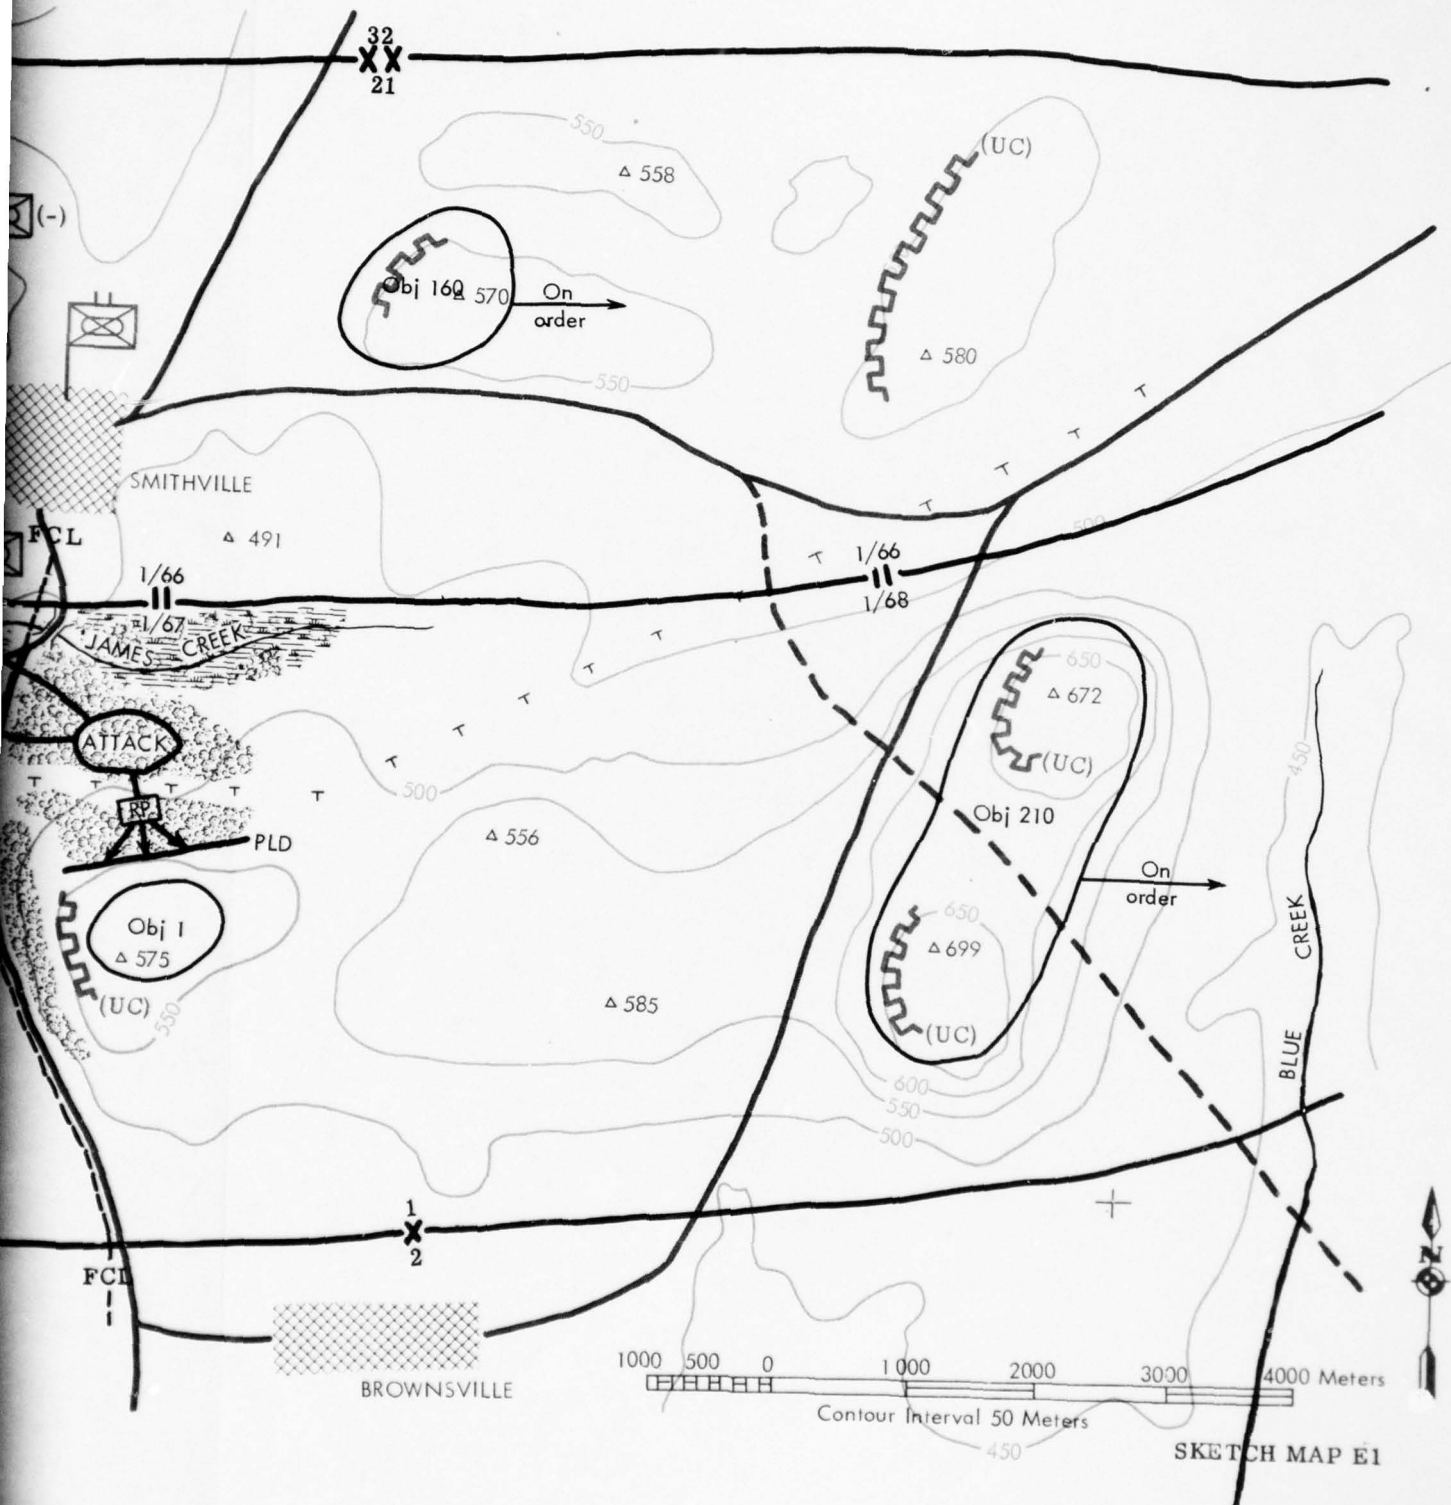 32
21
550
(UC)
558
(-)
Obj 160
570
On
order
580
550
SMITHVILLE
FCL
491
500
1/66
1/66
1/68
1/67
JAMES CREEK
650
672
ATTACK
(UC)
450
500
RP
Obj 210
556
PLD
On
order
CREEK
650
Obj 1
699
575
(UC)
550
585
(UC)
BLUE
600
550
500
1
2
N
FCL
1000 500 0 1000 2000 3000 4000 Meters
BROWNSVILLE
Contour Interval 50 Meters
450
SKETCH MAP E1